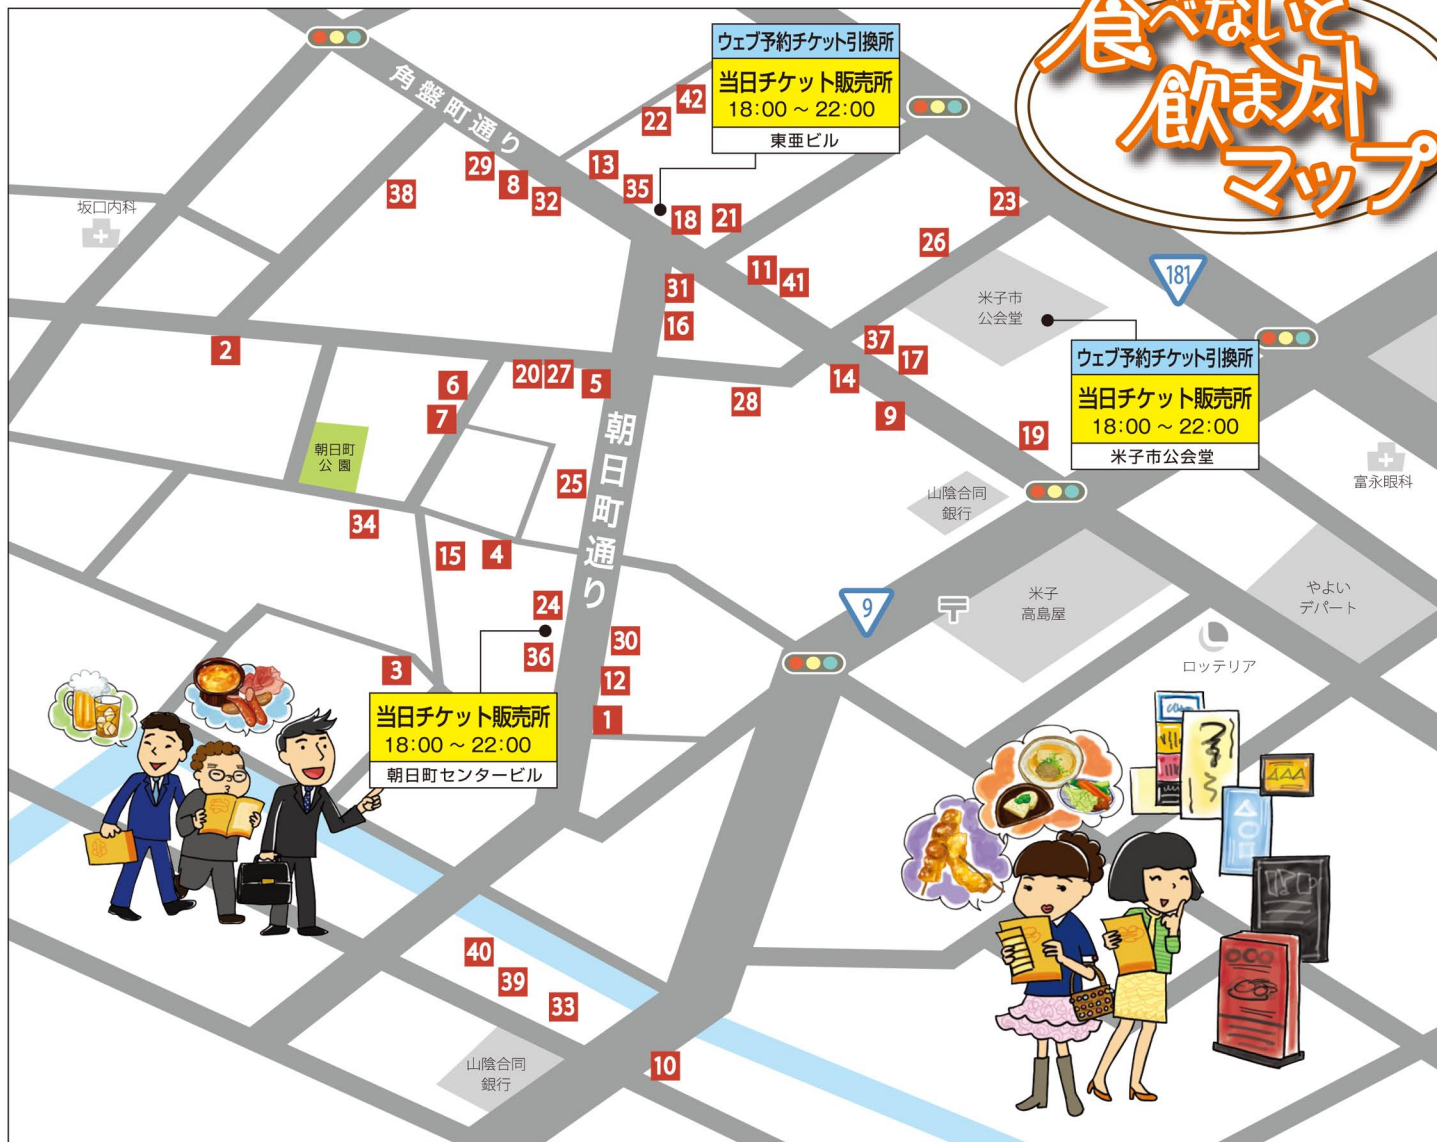 食べないと
飲まナイト
マップ
ウェブ予約チケット引換所
当日チケット販売所
18:00 ～ 22:00
東亜ビル
角盤町通り
坂口内科
42
22
29
8
32
13
35
38
18
21
23
26
11
41
31
16
181
米子市
公会堂
ウェブ予約チケット引換所
当日チケット販売所
18:00 ～ 22:00
米子市公会堂
2
6
7
20
27
5
28
37
17
14
9
19
朝日町
公園
朝日町通り
25
34
15
4
山陰合同
銀行
富永眼科
24
36
30
12
1
3
9
〒
米子
高島屋
やよい
デパート
ロッテリア
当日チケット販売所
18:00 ～ 22:00
朝日町センタービル
40
39
33
10
山陰合同
銀行